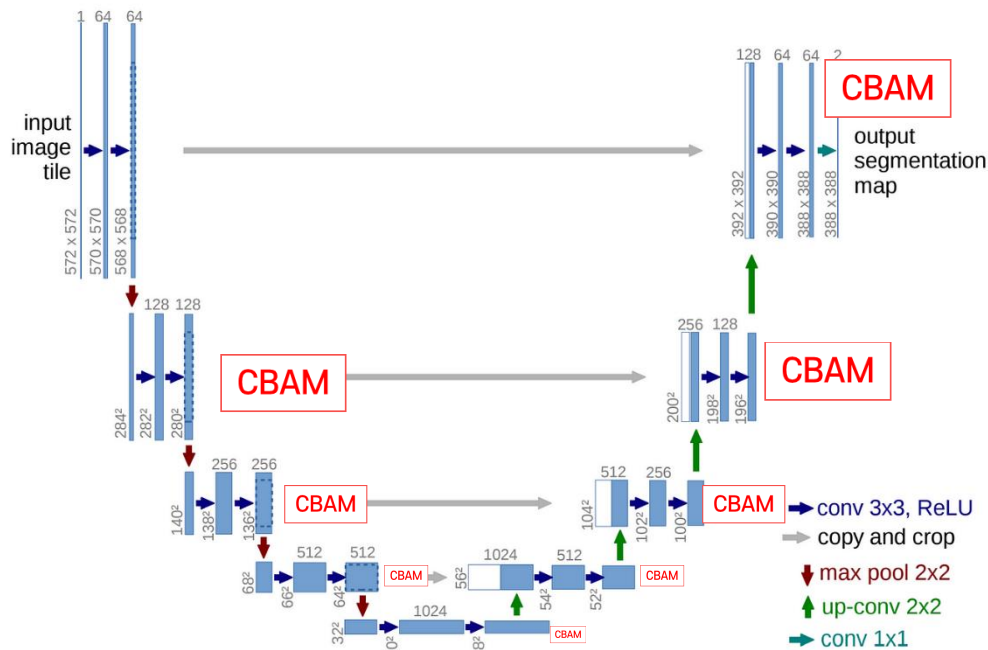 1 64 64
128 64 64 2
CBAM
input
image
tile
output
segmentation
map
572 x 572
570 x 570
568 x 568
392 x 392
390 x 390
388 x 388
388 x 388
128 128
256 128
CBAM
CBAM
284²
282²
280²
200²
198²
196²
256 256
512 256
CBAM
CBAM
140²
138²
136²
104²
102²
100²
conv 3x3, ReLU
copy and crop
max pool 2x2
up-conv 2x2
conv 1x1
512 512
1024 512
CBAM
CBAM
68²
66²
64²
56²
54²
52²
1024
CBAM
32²
0²
8²